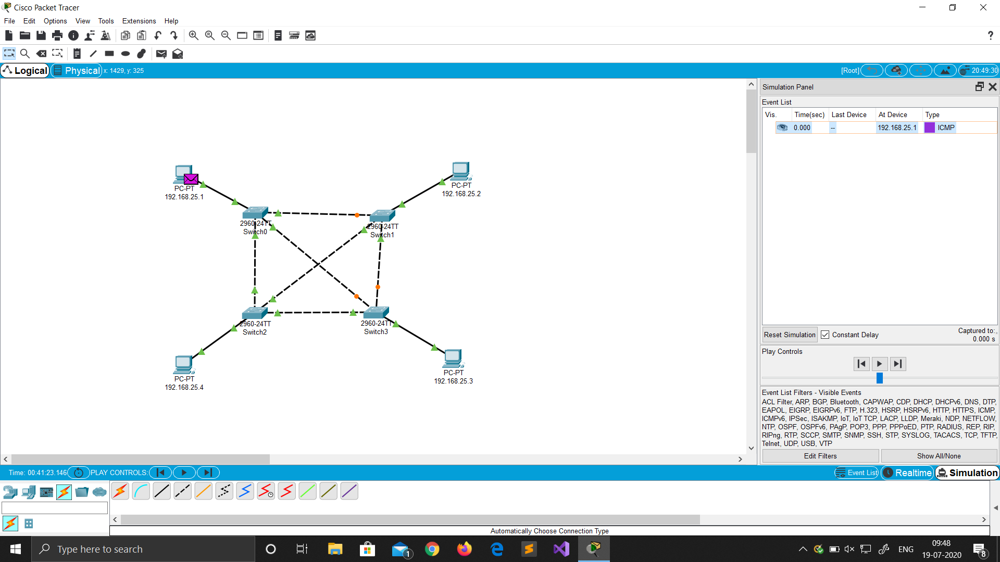 Cisco Packet Tracer
File Edit Options View Tools Extensions Help
Logical Physical x: 1429, y: 325 [Root] 20:49:30
Simulation Panel
Event List
Vis. Time(sec) Last Device At Device Type
0.000 -- 192.168.25.1 ICMP
PC-PT
192.168.25.1
PC-PT
192.168.25.2
2960-24TT
Switch0
2960-24TT
Switch1
2960-24TT
Switch2
2960-24TT
Switch3
PC-PT
192.168.25.4
PC-PT
192.168.25.3
Reset Simulation Constant Delay Captured to:
0.000 s
Play Controls
Event List Filters - Visible Events
ACL Filter, ARP, BGP, Bluetooth, CAPWAP, CDP, DHCP, DHCPv6, DNS, DTP,
EAPOL, EIGRP, EIGRPv6, FTP, H.323, HSRP, HSRPv6, HTTP, HTTPS, ICMP,
ICMPv6, IPSec, ISAKMP, IoT, IoT TCP, LACP, LLDP, Meraki, NDP, NETFLOW,
NTP, OSPF, OSPFv6, PAgP, POP3, PPP, PPPoED, PTP, RADIUS, REP, RIP,
RIPng, RTP, SCCP, SMTP, SNMP, SSH, STP, SYSLOG, TACACS, TCP, TFTP,
Telnet, UDP, USB, VTP
Edit Filters Show All/None
Time: 00:41:23.146 PLAY CONTROLS: Event List Realtime Simulation
Automatically Choose Connection Type
Type here to search
1
ENG
09:48
19-07-2020
8